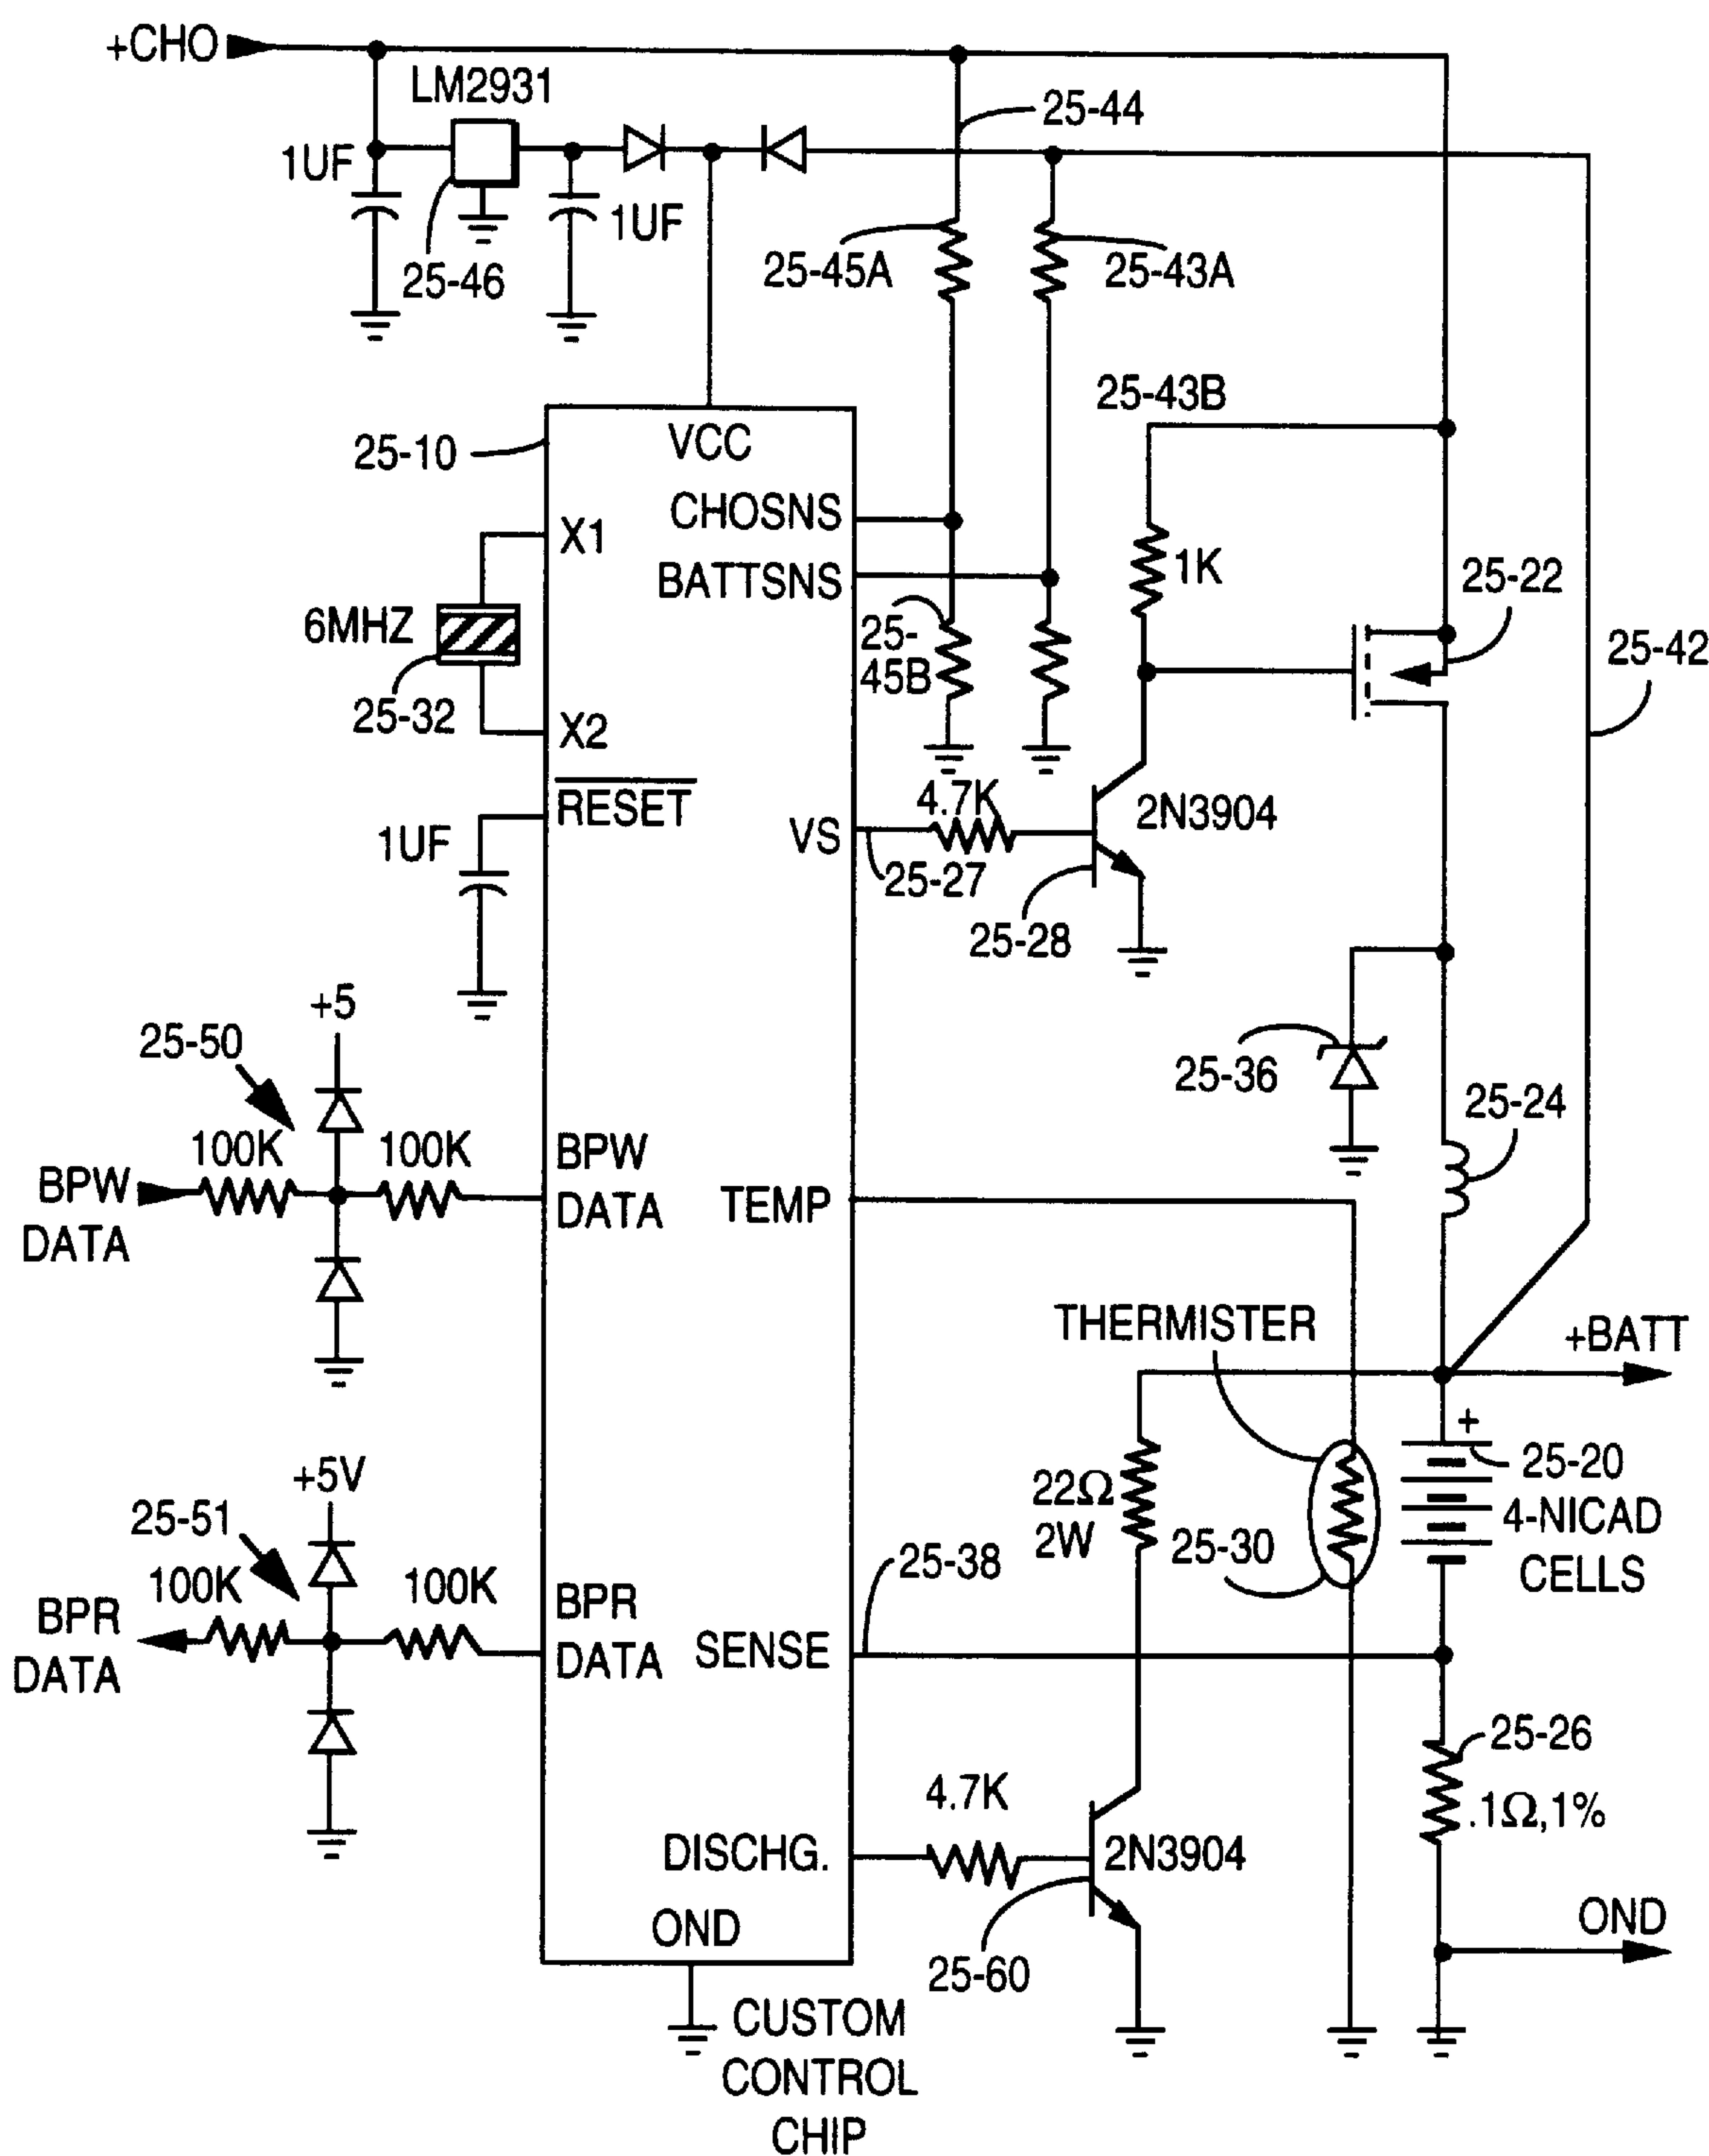 +CHO
LM2931
25-44
1UF
1UF
25-46
25-45A
25-43A
25-43B
25-10
VCC
CHOSNS
X1
BATTSNS
1K
25-22
6MHZ
25-
45B
25-42
25-32
X2
RESET
4.7K
2N3904
1UF
VS
25-27
25-28
+5
25-50
25-36
25-24
100K
100K
BPW
DATA
BPW
DATA
TEMP
THERMISTER
+BATT
+
+5V
22Ω
2W
25-20
4-NICAD
CELLS
25-51
25-30
25-38
100K
100K
BPR
DATA
BPR
DATA
SENSE
25-26
.1Ω,1%
4.7K
DISCHG.
2N3904
OND
OND
25-60
CUSTOM
CONTROL
CHIP